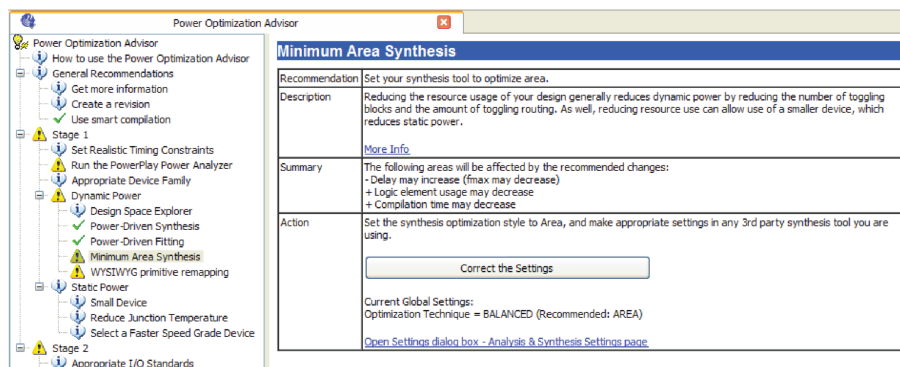 Power Optimization Advisor
Power Optimization Advisor
How to use the Power Optimization Advisor
General Recommendations
Get more information
Create a revision
Use smart compilation
Stage 1
Set Realistic Timing Constraints
Run the PowerPlay Power Analyzer
Appropriate Device Family
Dynamic Power
Design Space Explorer
Power-Driven Synthesis
Power-Driven Fitting
Minimum Area Synthesis
WYSIWYG primitive remapping
Static Power
Small Device
Reduce Junction Temperature
Select a Faster Speed Grade Device
Stage 2
Appropriate I/O Standards
Minimum Area Synthesis
Recommendation Set your synthesis tool to optimize area.
Description Reducing the resource usage of your design generally reduces dynamic power by reducing the number of toggling
blocks and the amount of toggling routing. As well, reducing resource use can allow use of a smaller device, which
reduces static power.
More Info
Summary The following areas will be affected by the recommended changes:
- Delay may increase (fmax may decrease)
+ Logic element usage may decrease
+ Compilation time may decrease
Action Set the synthesis optimization style to Area, and make appropriate settings in any 3rd party synthesis tool you are
using.
Correct the Settings
Current Global Settings:
Optimization Technique = BALANCED (Recommended: AREA)
Open Settings dialog box - Analysis & Synthesis Settings page